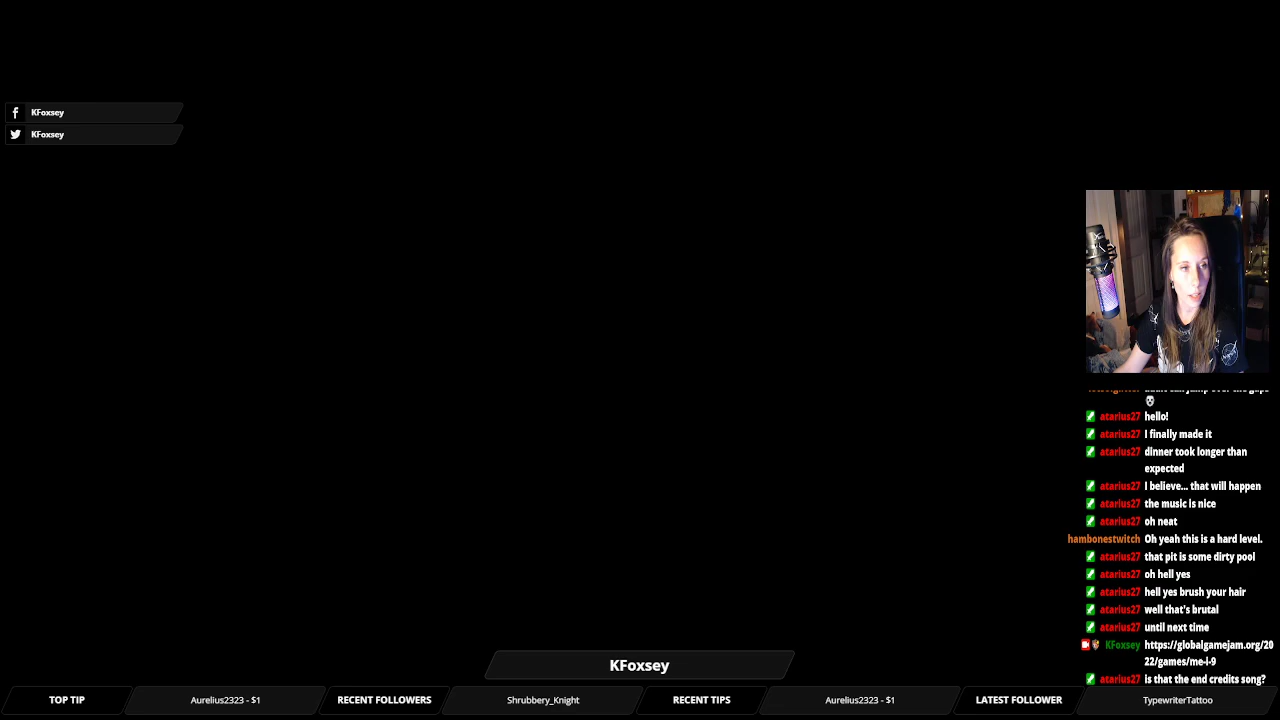 KFoxsey
KFoxsey
hello!
atarius27 hello!
atarius27 I finally made it
atarius27 dinner took longer than
expected
atarius27 I believe... that will happen
atarius27 the music is nice
atarius27 oh neat
hambonestwitch Oh yeah this is a hard level.
atarius27 that pit is some dirty pool
atarius27 oh hell yes
atarius27 hell yes brush your hair
atarius27 well that's brutal
atarius27 until next time
KFoxsey https://globalgamejam.org/20
22/games/me-i-9
atarius27 is that the end credits song?
KFoxsey
TOP TIP Aurelius2323 - $1 RECENT FOLLOWERS Shrubbery_Knight RECENT TIPS Aurelius2323 - $1 LATEST FOLLOWER TypewriterTattoo